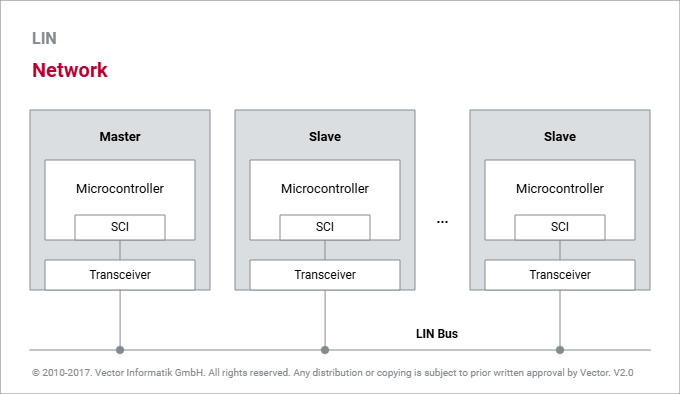 LIN
Network
Master Slave Slave
Microcontroller Microcontroller Microcontroller
...
SCI SCI SCI
Transceiver Transceiver Transceiver
LIN Bus
© 2010-2017. Vector Informatik GmbH. All rights reserved. Any distribution or copying is subject to prior written approval by Vector. V2.0